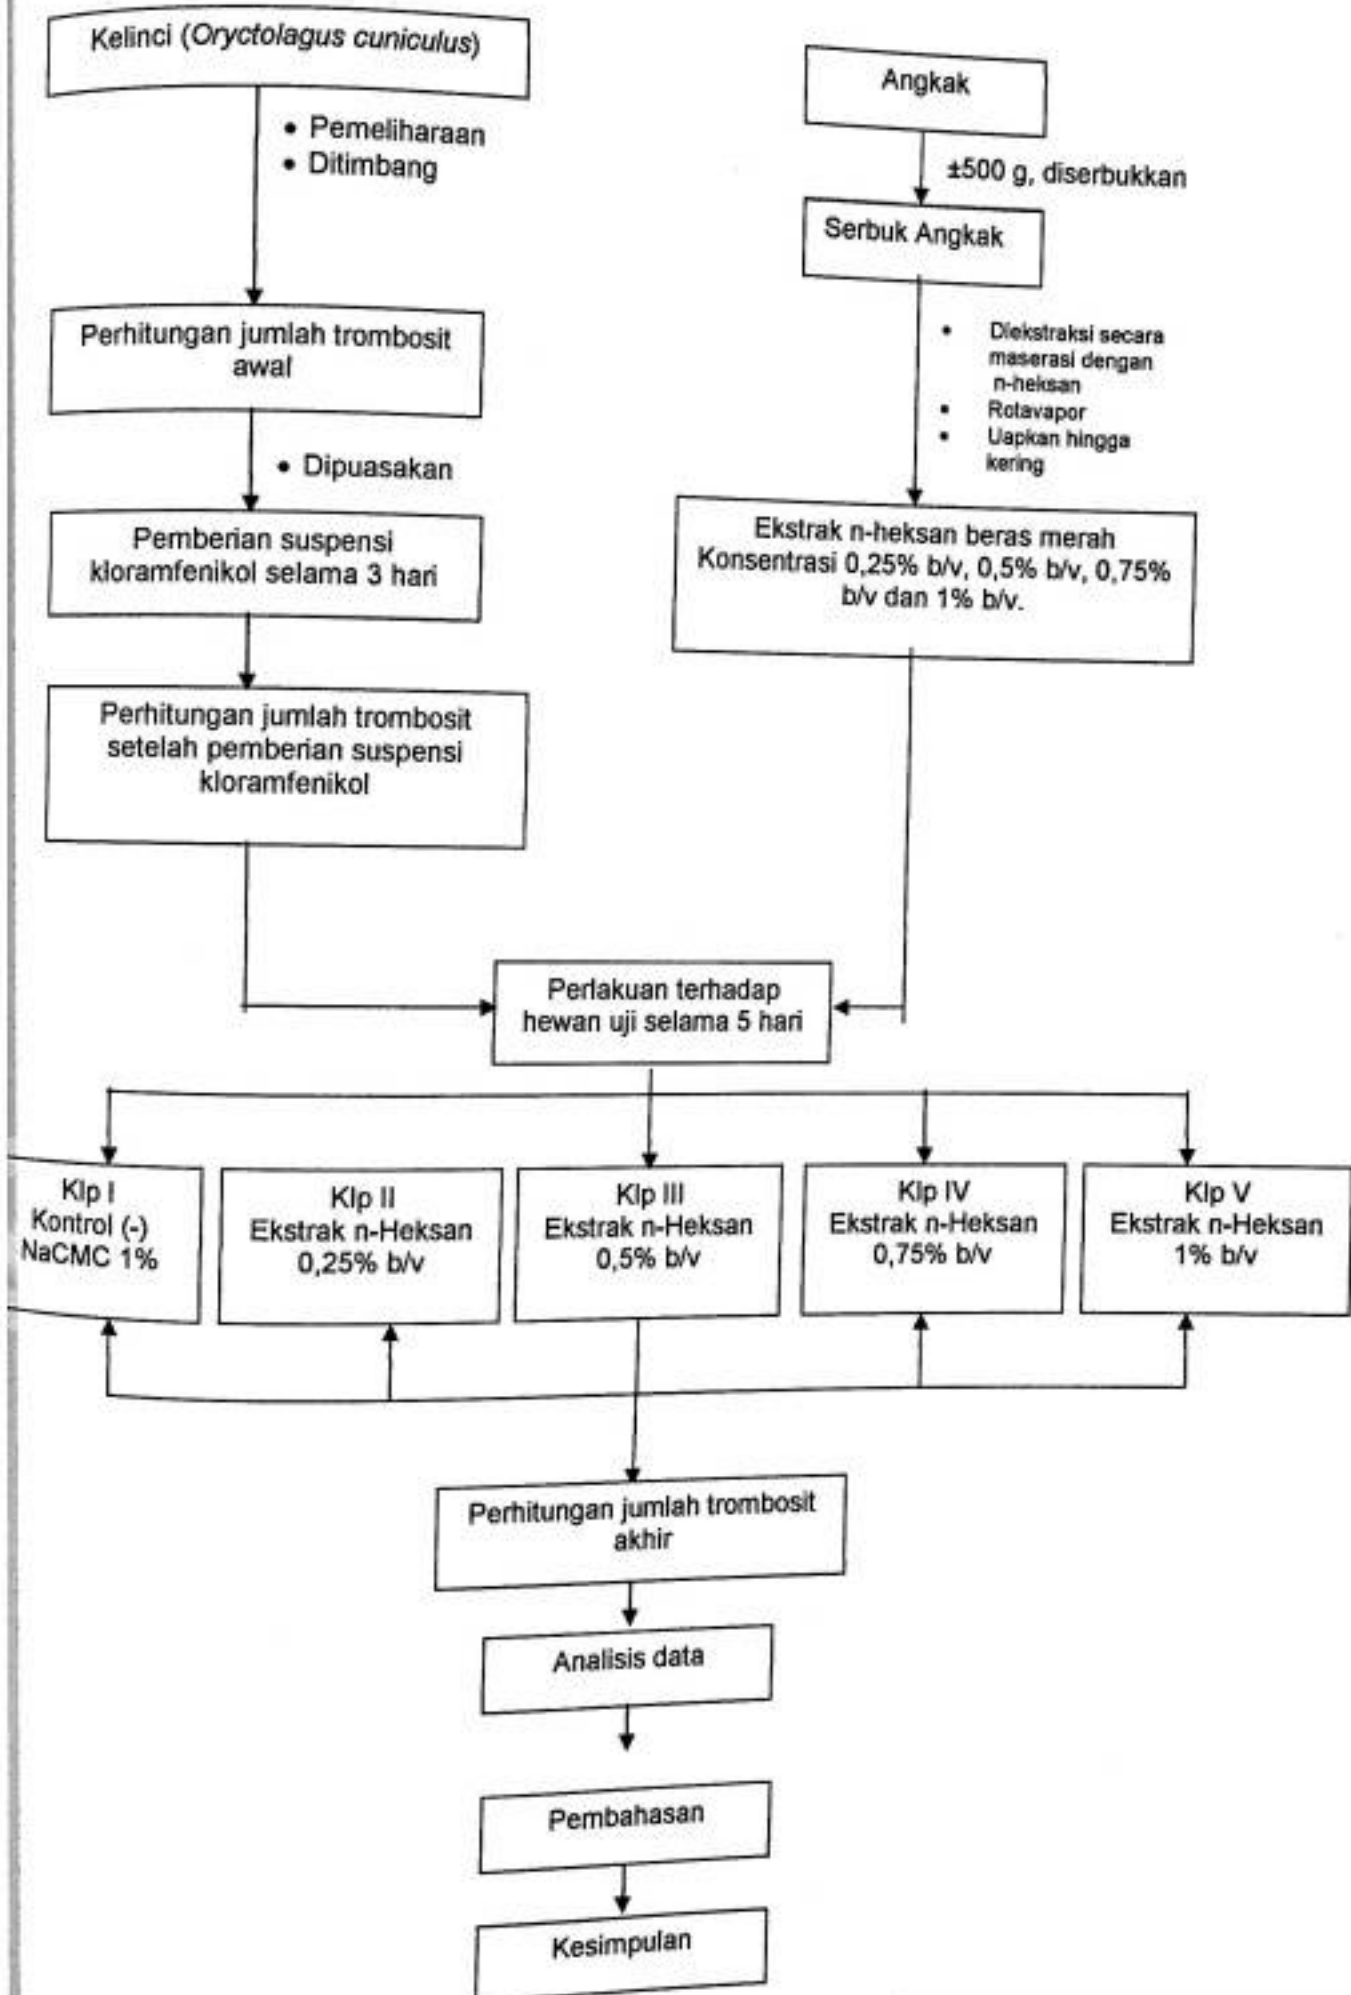 Kelinci (Oryctolagus cuniculus)
• Pemeliharaan
• Ditimbang
Perhitungan jumlah trombosit
awal
• Dipuasakan
Pemberian suspensi
kloramfenikol selama 3 hari
Perhitungan jumlah trombosit
setelah pemberian suspensi
kloramfenikol
Angkak
±500 g, diserbukkan
Serbuk Angkak
• Diekstraksi secara
maserasi dengan
n-heksan
• Rotavapor
• Uapkan hingga
kering
Ekstrak n-heksan beras merah
Konsentrasi 0,25% b/v, 0,5% b/v, 0,75%
b/v dan 1% b/v.
Perlakuan terhadap
hewan uji selama 5 hari
Klp I
Kontrol (-)
NaCMC 1%
Klp II
Ekstrak n-Heksan
0,25% b/v
Klp III
Ekstrak n-Heksan
0,5% b/v
Klp IV
Ekstrak n-Heksan
0,75% b/v
Klp V
Ekstrak n-Heksan
1% b/v
Perhitungan jumlah trombosit
akhir
Analisis data
Pembahasan
Kesimpulan